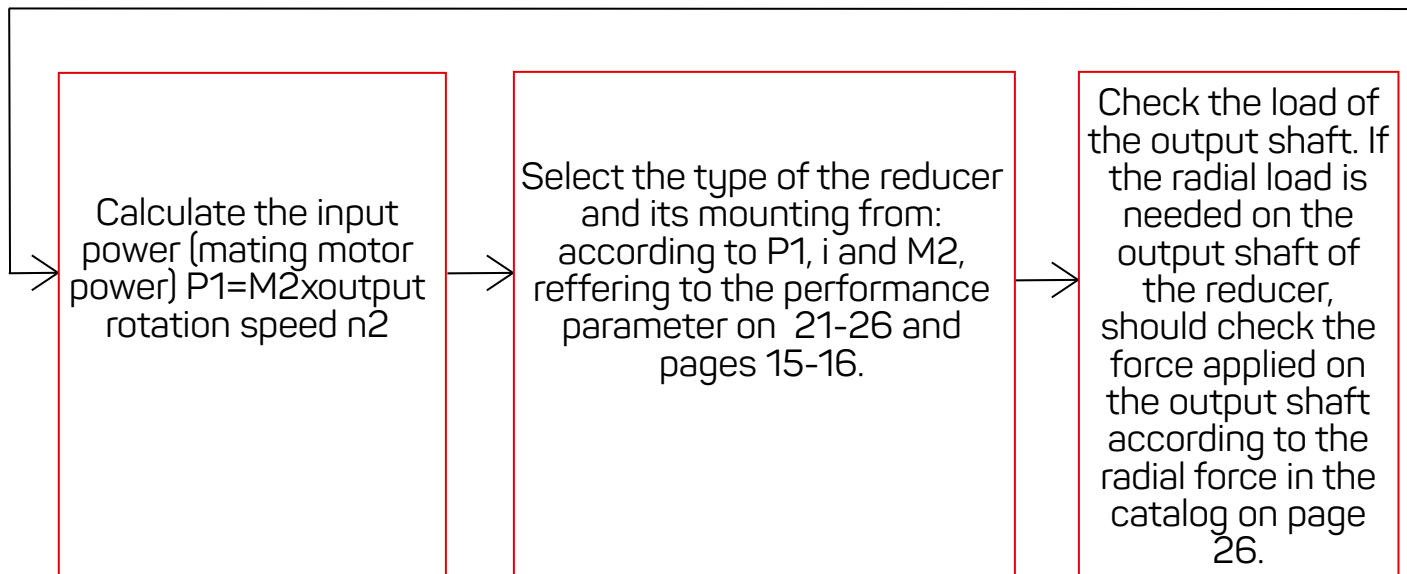 Calculate the input
power (mating motor
power) P1=M2xoutput
rotation speed n2
Select the type of the reducer
and its mounting from:
according to P1, i and M2,
reffering to the performance
parameter on  21-26 and
pages 15-16.
Check the load of
the output shaft. If
the radial load is
needed on the
output shaft of
the reducer,
should check the
force applied on
the output shaft
according to the
radial force in the
catalog on page
26.